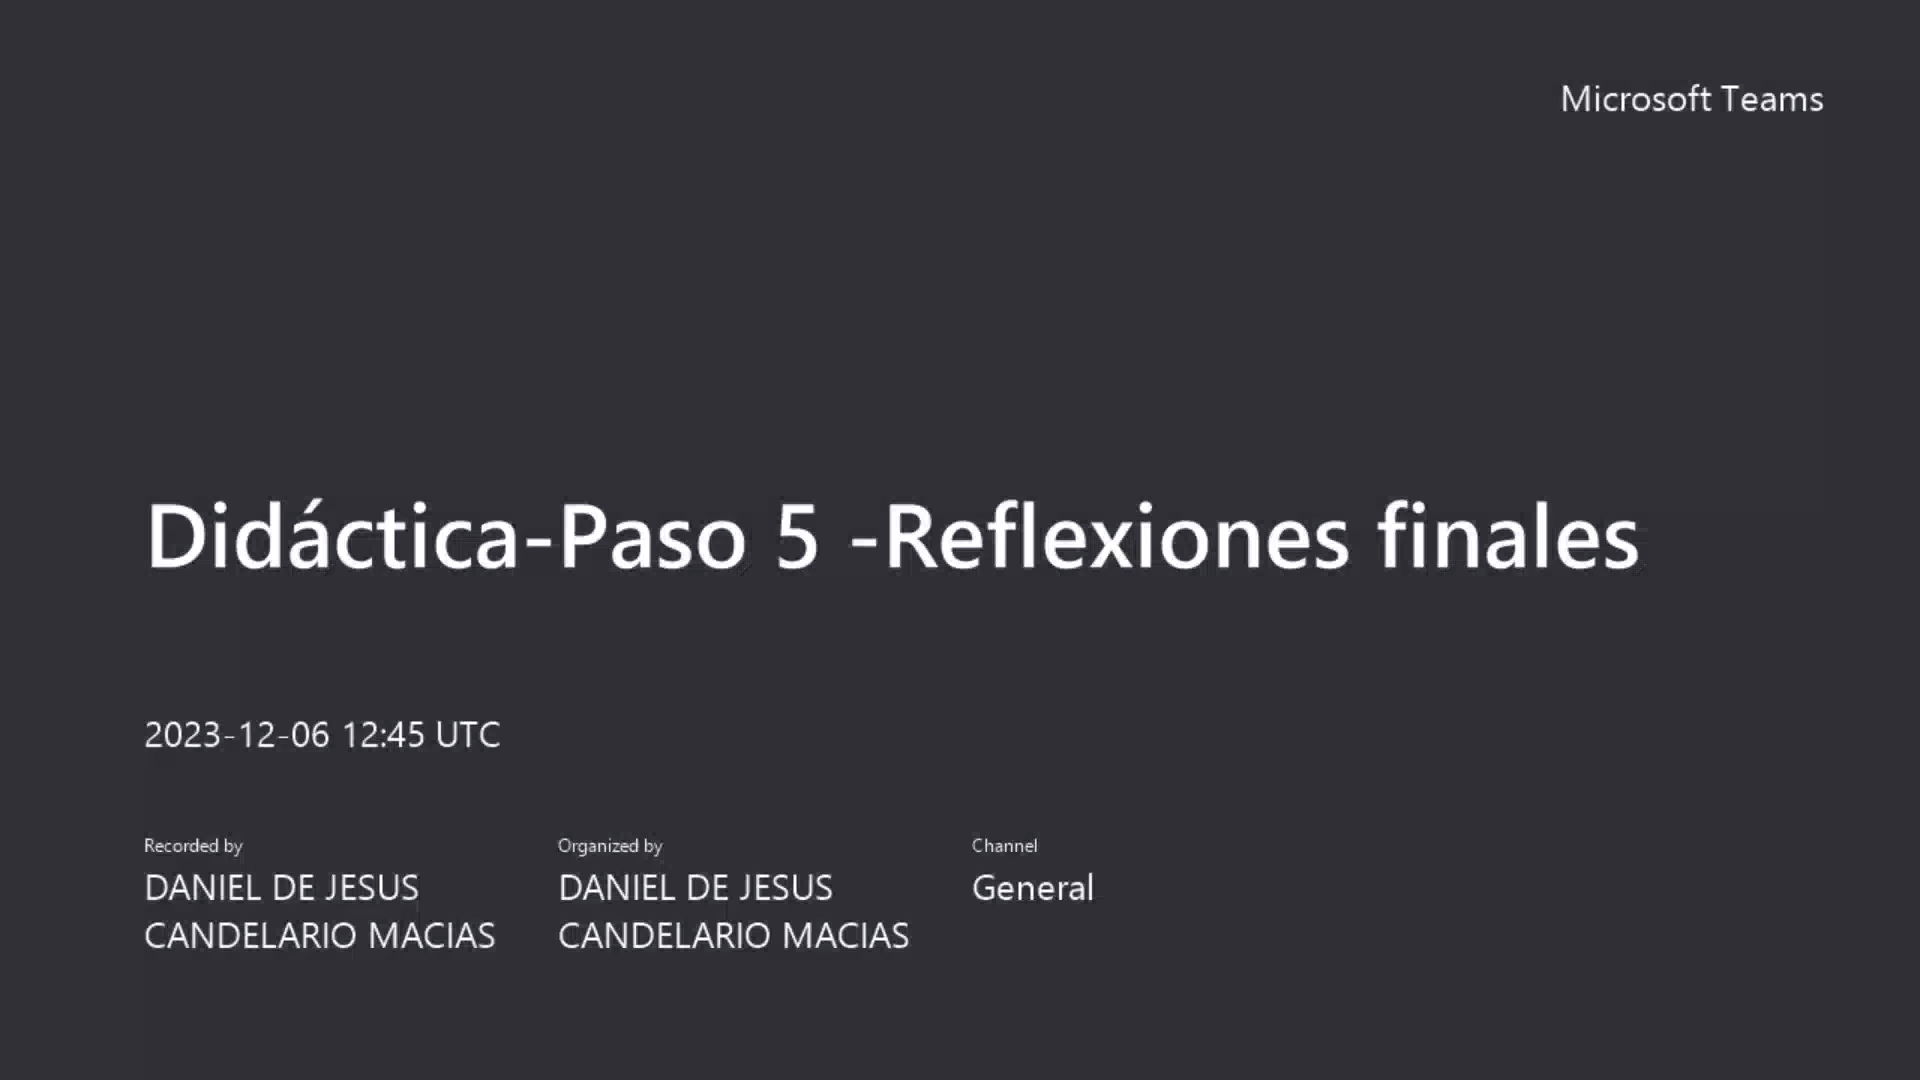 Microsoft Teams
Didáctica-Paso 5 -Reflexiones finales
2023-12-06 12:45 UTC
Recorded by
DANIEL DE JESUS
CANDELARIO MACIAS
Organized by
DANIEL DE JESUS
CANDELARIO MACIAS
Channel
General